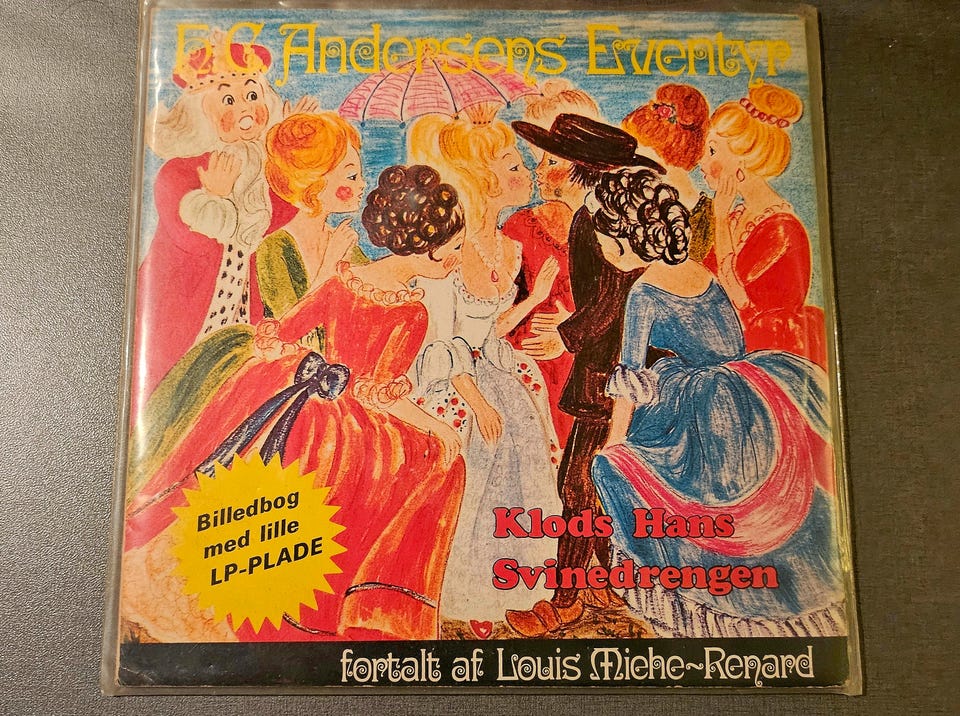 H C Andersens Eventyr
Billedbog
med lille
LP-PLADE
Klods Hans
Svinedrengen
fortalt af Louis Miehe~Renard